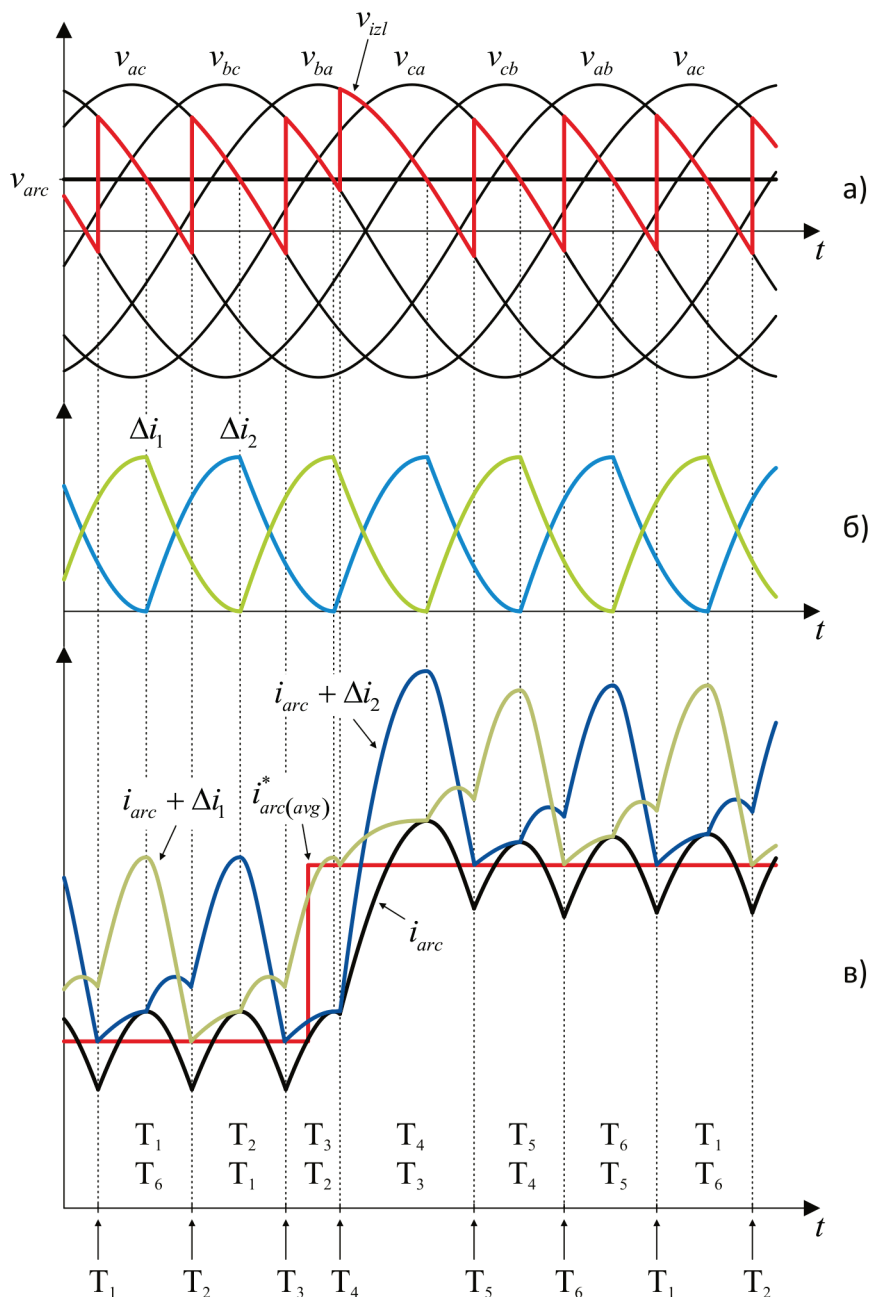 v_izl
v_ac v_bc v_ba v_ca v_cb v_ab v_ac
v_arc
t
а)
Δi_1 Δi_2
t
б)
i_arc + Δi_2
i_arc + Δi_1
i*_arc(avg)
i_arc
в)
T_1 T_2 T_3 T_4 T_5 T_6 T_1
T_6 T_1 T_2 T_3 T_4 T_5 T_6
t
T_1 T_2 T_3 T_4 T_5 T_6 T_1 T_2